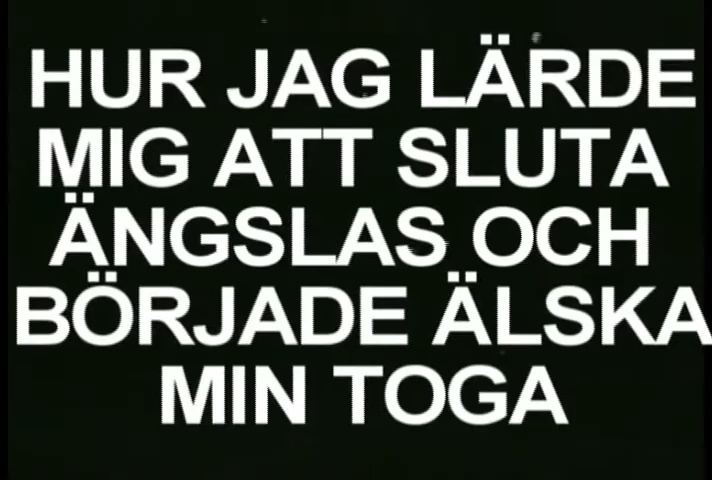 HUR JAG LÄRDE
MIG ATT SLUTA
ÄNGSLAS OCH
BÖRJADE ÄLSKA
MIN TOGA